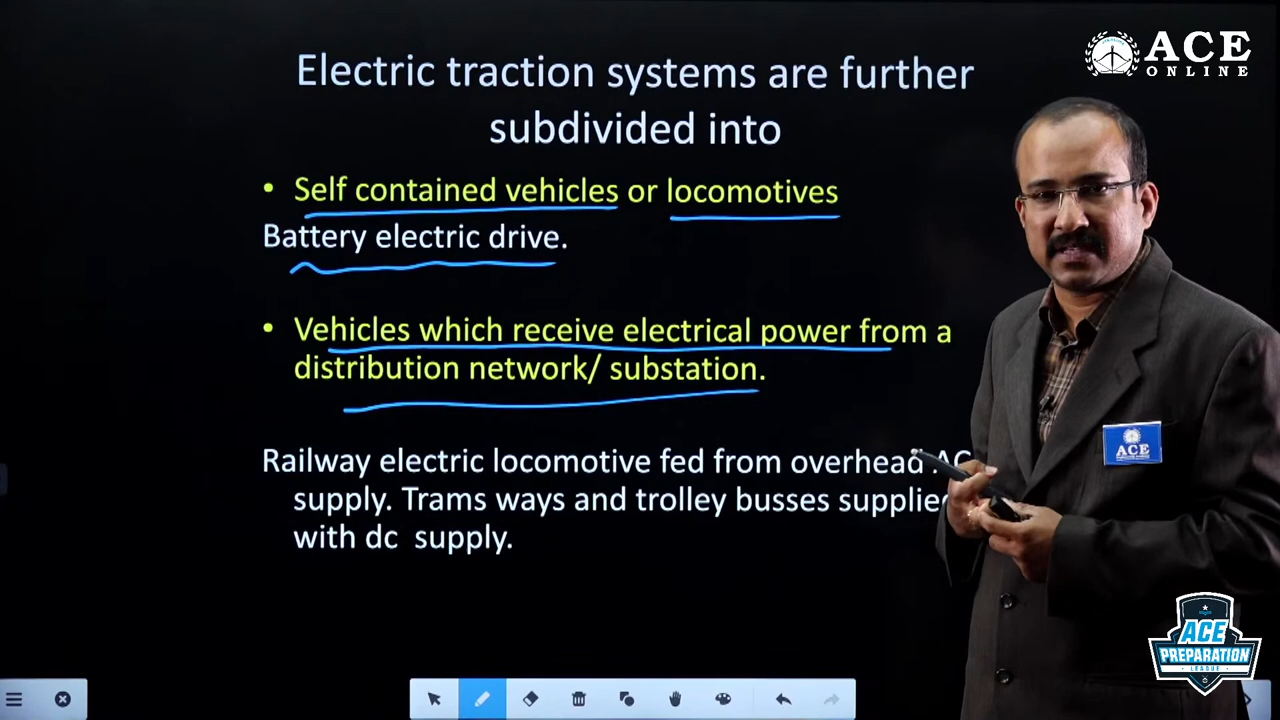 ACE
ONLINE
Electric traction systems are further
subdivided into
• Self contained vehicles or locomotives
Battery electric drive.
• Vehicles which receive electrical power from a
distribution network/ substation.
Railway electric locomotive fed from overhead AC
supply. Trams ways and trolley busses supplied
with dc supply.
ACE
ACE
PREPARATION
LEAGUE